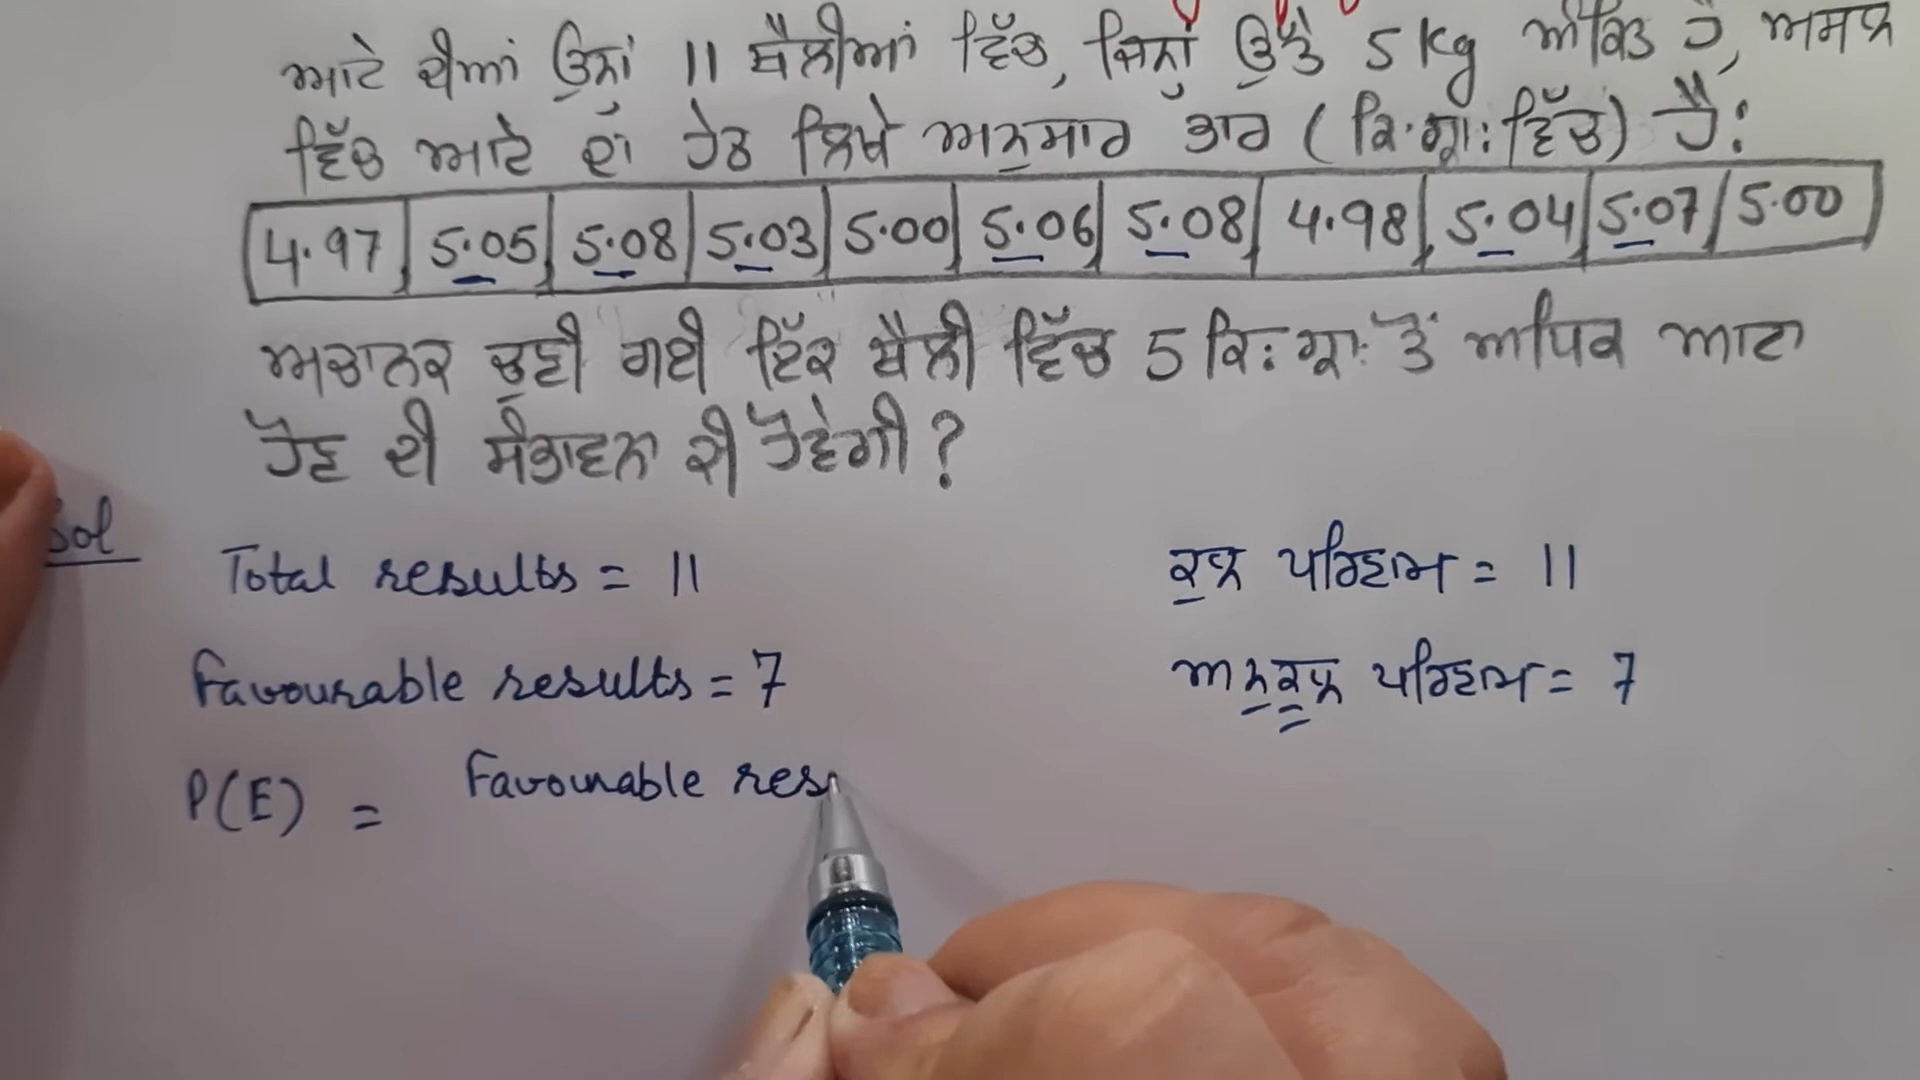 ਆਟੇ ਦੀਆਂ ਉਨਾਂ 11 ਥੈਲੀਆਂ ਵਿੱਚ, ਜਿਨਾਂ ਉੱਤੇ 5 kg ਅੰਕਿਤ ਹੈ, ਅਸਲ
ਵਿੱਚ ਆਟੇ ਦਾ ਹੇਠ ਲਿਖੇ ਅਨੁਸਾਰ ਭਾਰ (ਕਿ.ਗ੍ਰਾ: ਵਿੱਚ) ਹੈ:
4.97 5.05 5.08 5.03 5.00 5.06 5.08 4.98 5.04 5.07 5.00
ਅਚਾਨਕ ਚੁਣੀ ਗਈ ਇੱਕ ਥੈਲੀ ਵਿੱਚ 5 ਕਿ: ਗ੍ਰਾ: ਤੋਂ ਅਧਿਕ ਆਟਾ
ਹੋਣ ਦੀ ਸੰਭਾਵਨਾ ਕੀ ਹੋਵੇਗੀ?
Sol
Total results = 11
ਕੁਲ ਪਰਿਣਾਮ = 11
Favourable results = 7
ਅਨੁਕੂਲ ਪਰਿਣਾਮ = 7
P(E) = Favourable res